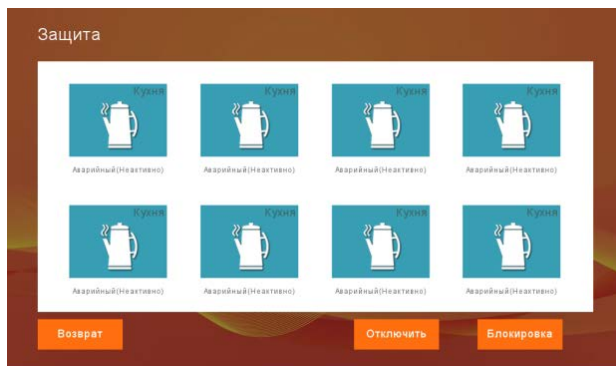 Защита
Кухня Кухня Кухня Кухня
Аварийный(Неактивно) Аварийный(Неактивно) Аварийный(Неактивно) Аварийный(Неактивно)
Кухня Кухня Кухня Кухня
Аварийный(Неактивно) Аварийный(Неактивно) Аварийный(Неактивно) Аварийный(Неактивно)
Возврат Отключить Блокировка